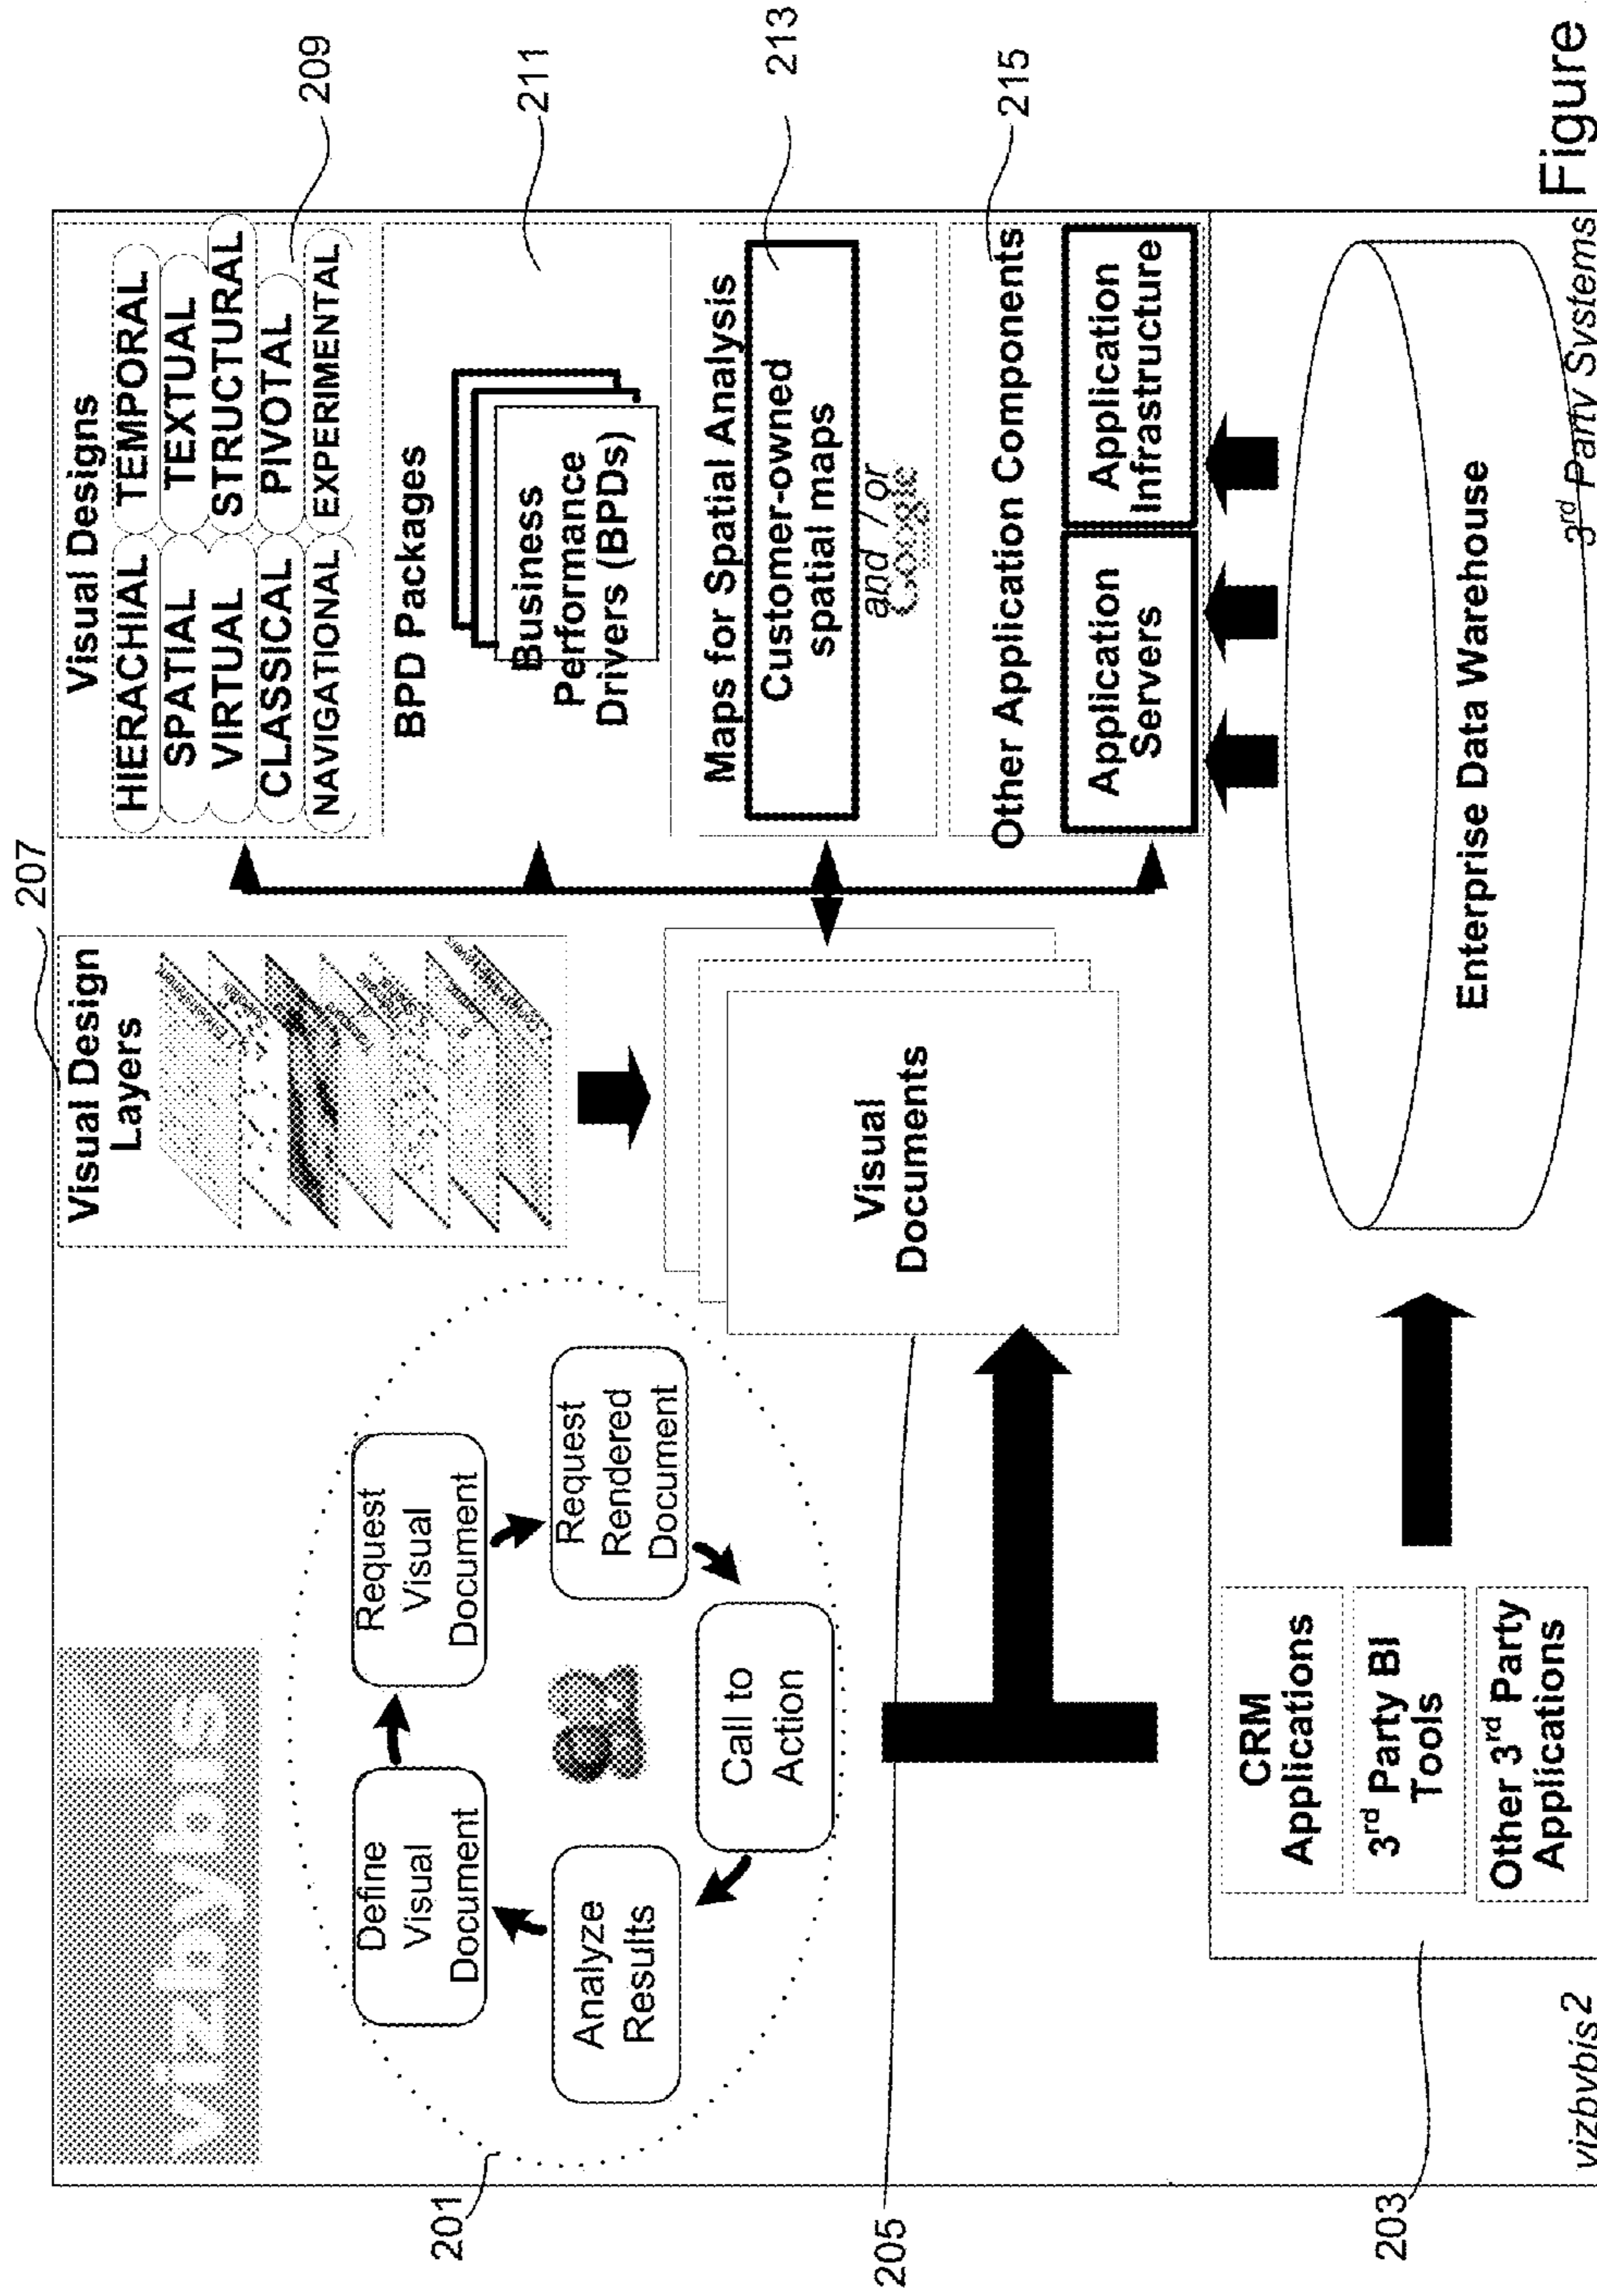 207
vizbybis
Visual Design
Layers
Visual Designs
HIERACHIAL TEMPORAL
SPATIAL TEXTUAL
VIRTUAL STRUCTURAL
CLASSICAL PIVOTAL
NAVIGATIONAL EXPERIMENTAL
209
201
Define
Visual
Document
Request
Visual
Document
Request
Rendered
Document
Call to
Action
Analyze
Results
BPD Packages
Business
Performance
Drivers (BPDs)
211
205
Visual
Documents
Maps for Spatial Analysis
Customer-owned
spatial maps
and / or
Google
213
Other Application Components
Application
Servers
Application
Infrastructure
215
203
CRM
Applications
3rd Party BI
Tools
Other 3rd Party
Applications
Enterprise Data Warehouse
vizbybis2
3rd Party Systems
Figure